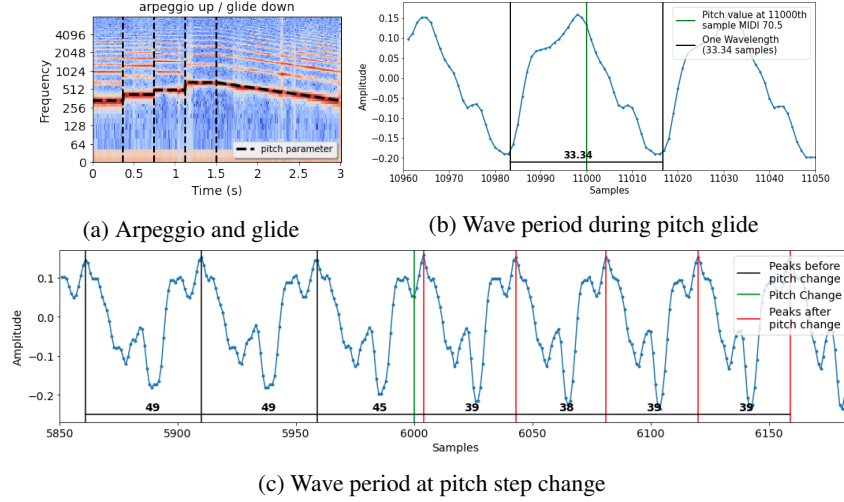 arpeggio up / glide down
Frequency
4096
2048
1024
512
256
128
64
0
pitch parameter
0 0.5 1 1.5 2 2.5 3
Time (s)
(a) Arpeggio and glide
Amplitude
0.15
0.10
0.05
0.00
−0.05
−0.10
−0.15
−0.20
Pitch value at 11000th
sample MIDI 70.5
One Wavelength
(33.34 samples)
33.34
10960 10970 10980 10990 11000 11010 11020 11030 11040 11050
Samples
(b) Wave period during pitch glide
Amplitude
0.1
0.0
-0.1
-0.2
Peaks before
pitch change
Pitch Change
Peaks after
pitch change
49 49 45 39 38 39 39
5850 5900 5950 6000 6050 6100 6150
Samples
(c) Wave period at pitch step change